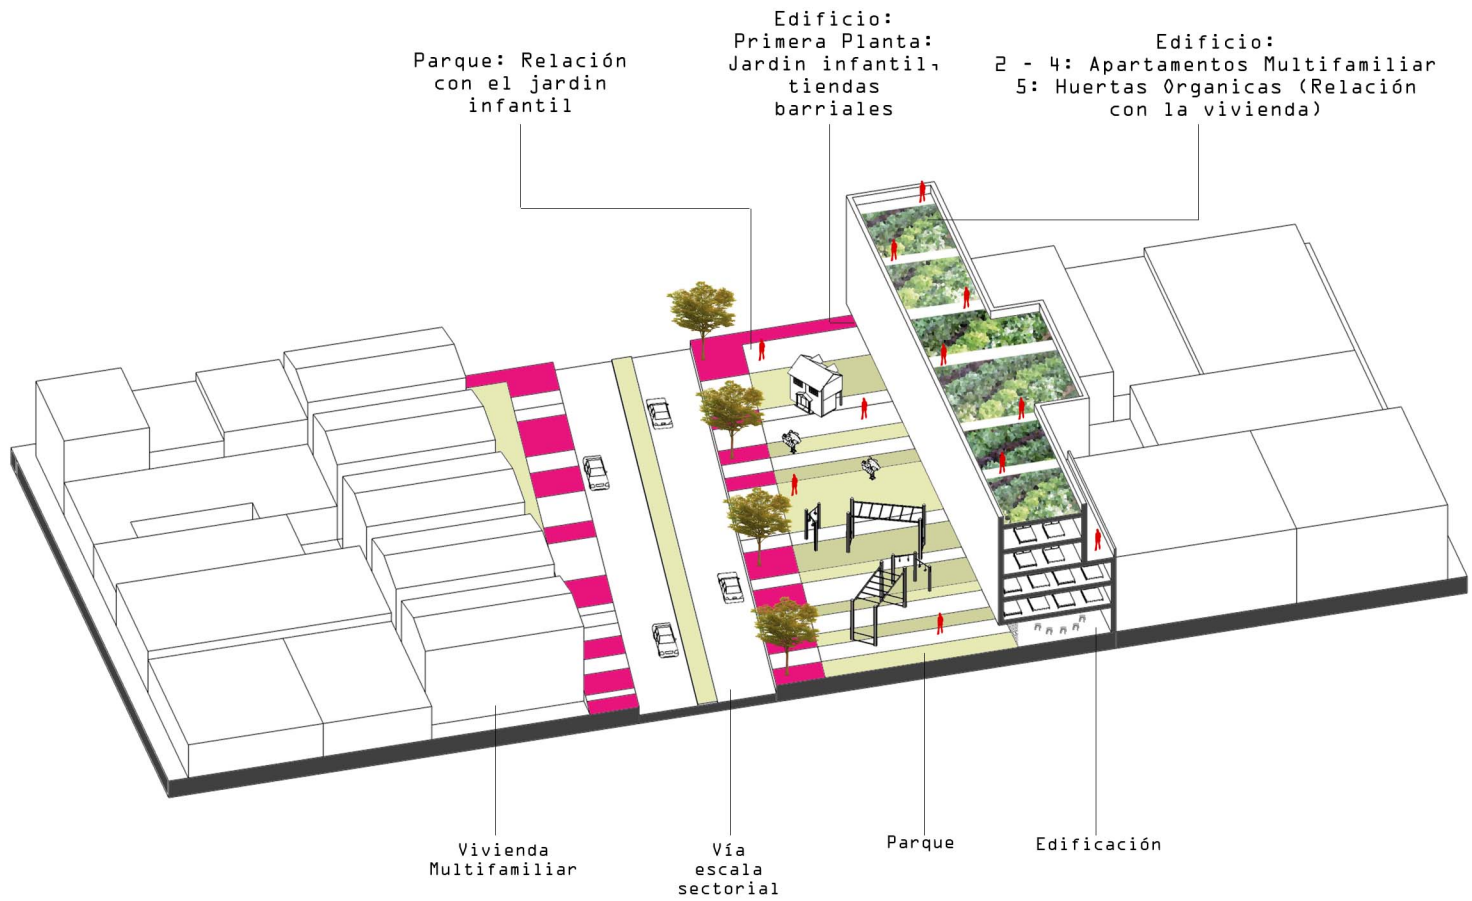 Parque: Relación
con el jardin
infantil
Edificio:
Primera Planta:
Jardin infantil,
tiendas
barriales
Edificio:
2 - 4: Apartamentos Multifamiliar
5: Huertas Organicas (Relación
con la vivienda)
Vivienda
Multifamiliar
Vía
escala
sectorial
Parque
Edificación